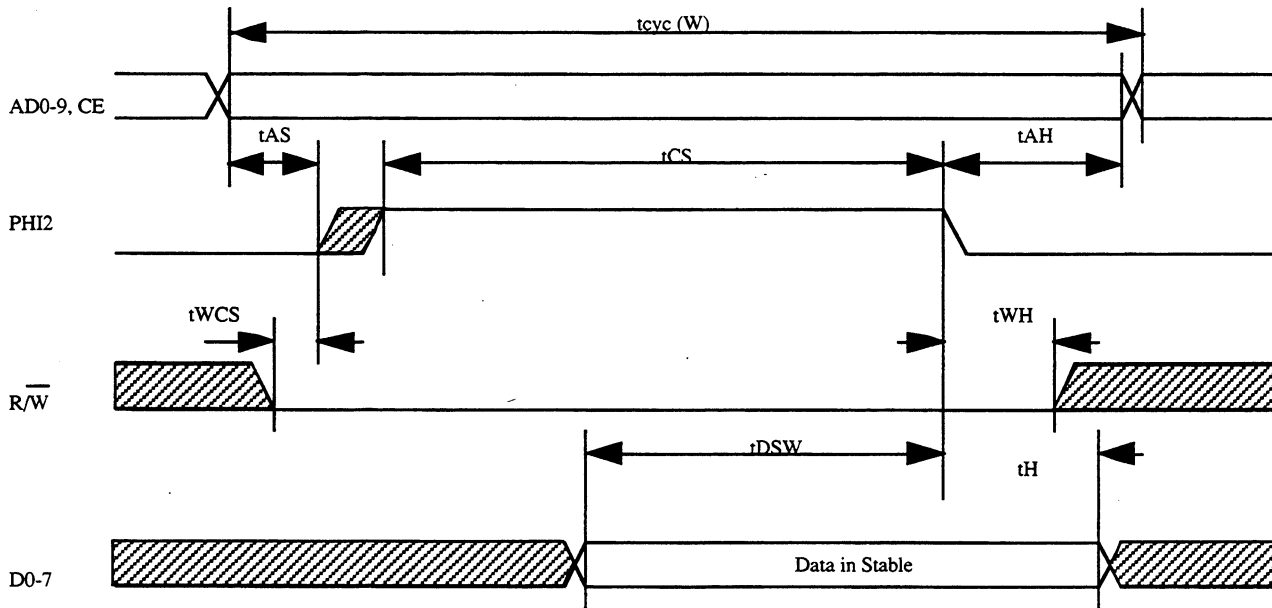 tcyc (W)
AD0-9, CE
tAS
tCS
tAH
PHI2
tWCS
tWH
R/W̅
tDSW
tH
D0-7
Data in Stable